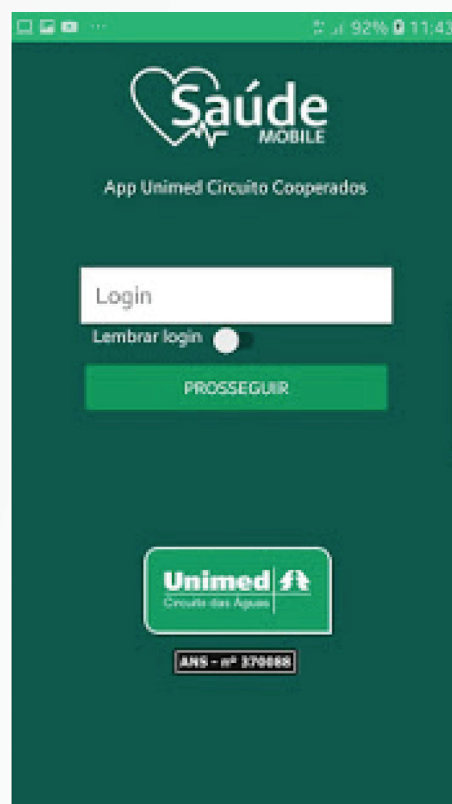 92% 11:43
Saúde
MOBILE
App Unimed Circuito Cooperados
Login
Lembrar login
PROSSEGUIR
Unimed
Circuito das Águas
ANS - nº 370088